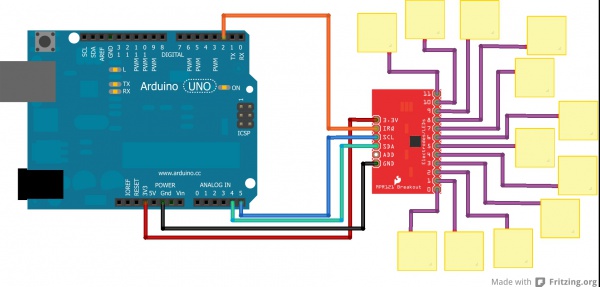 SCL
SDA
AREF
GND
13
12
11
10
9
8
7
6
5
4
3
2
1
0
PWM
PWM
PWM
PWM
PWM
PWM
DIGITAL
TX
RX
L
TX
RX
Arduino UNO
ON
1
ICSP
www.arduino.cc
POWER
ANALOG IN
IOREF
RESET
3V3
5V
Gnd
Vin
0 1 2 3 4 5
3.3V
IRQ
SCL
SDA
ADD
GND
11
10
9
8
7
6
5
4
3
2
1
0
Electrodes/LEDs
MPR121 Breakout
Made with Fritzing.org